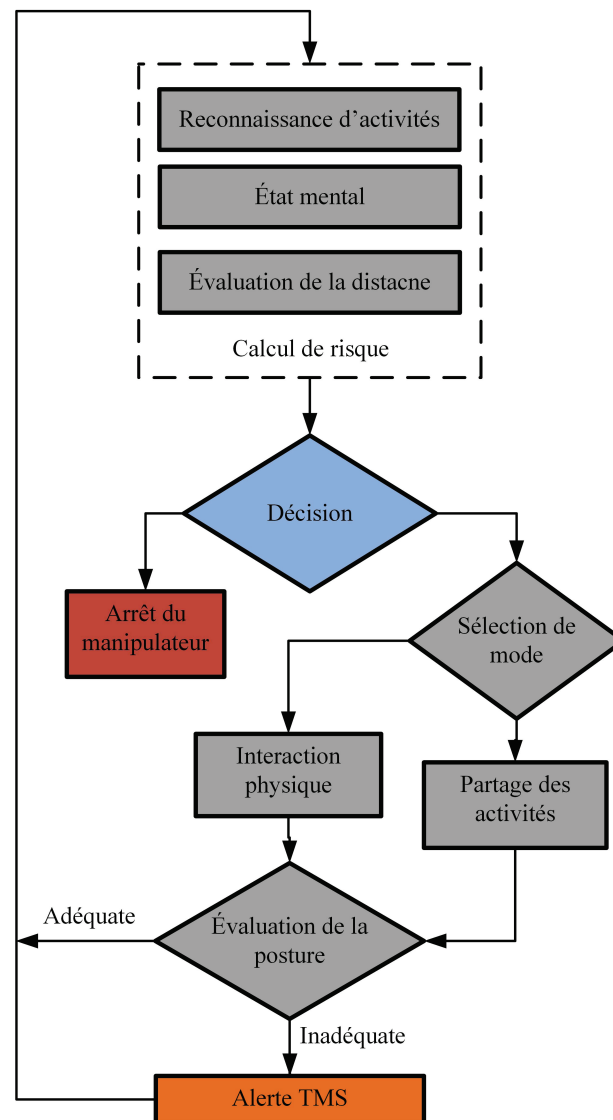 Reconnaissance d’activités
État mental
Évaluation de la distacne
Calcul de risque
Décision
Arrêt du
manipulateur
Sélection de
mode
Interaction
physique
Partage des
activités
Adéquate
Évaluation de la
posture
Inadéquate
Alerte TMS